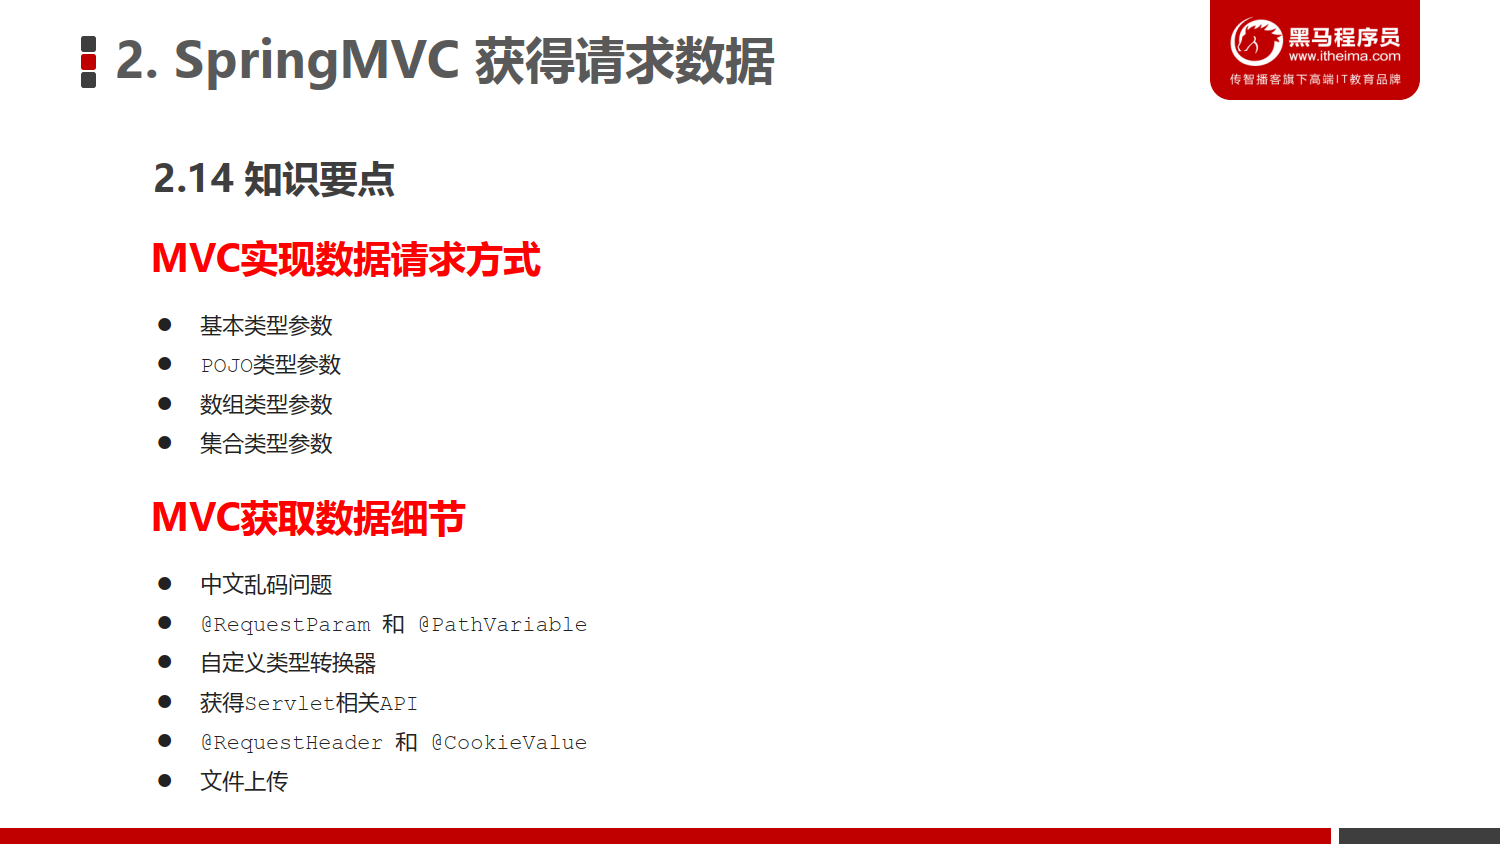 2. SpringMVC 获得请求数据
黑马程序员
www.itheima.com
传智播客旗下高端IT教育品牌
2.14 知识要点
MVC实现数据请求方式
● 基本类型参数
● POJO类型参数
● 数组类型参数
● 集合类型参数
MVC获取数据细节
● 中文乱码问题
● @RequestParam 和 @PathVariable
● 自定义类型转换器
● 获得Servlet相关API
● @RequestHeader 和 @CookieValue
● 文件上传